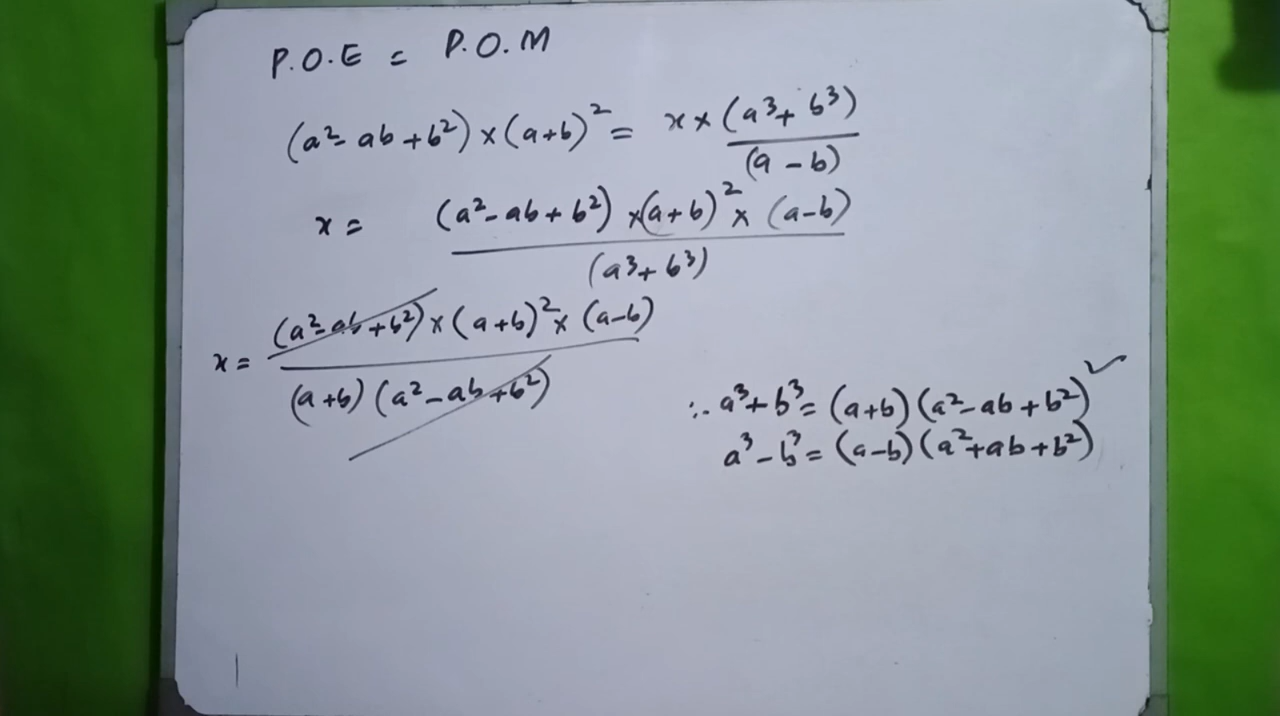 P.O.E = P.O.M
(a²- ab + b²) × (a+b)² = x × (a³ + b³) / (a - b)
x = (a² - ab + b²) × (a + b)² × (a-b) / (a³ + b³)
x = (a² - ab + b²) × (a+b)² × (a-b) / (a+b) (a² - ab + b²)
∴ a³ + b³ = (a+b) (a² - ab + b²) ✓
a³ - b³ = (a-b) (a² + ab + b²)